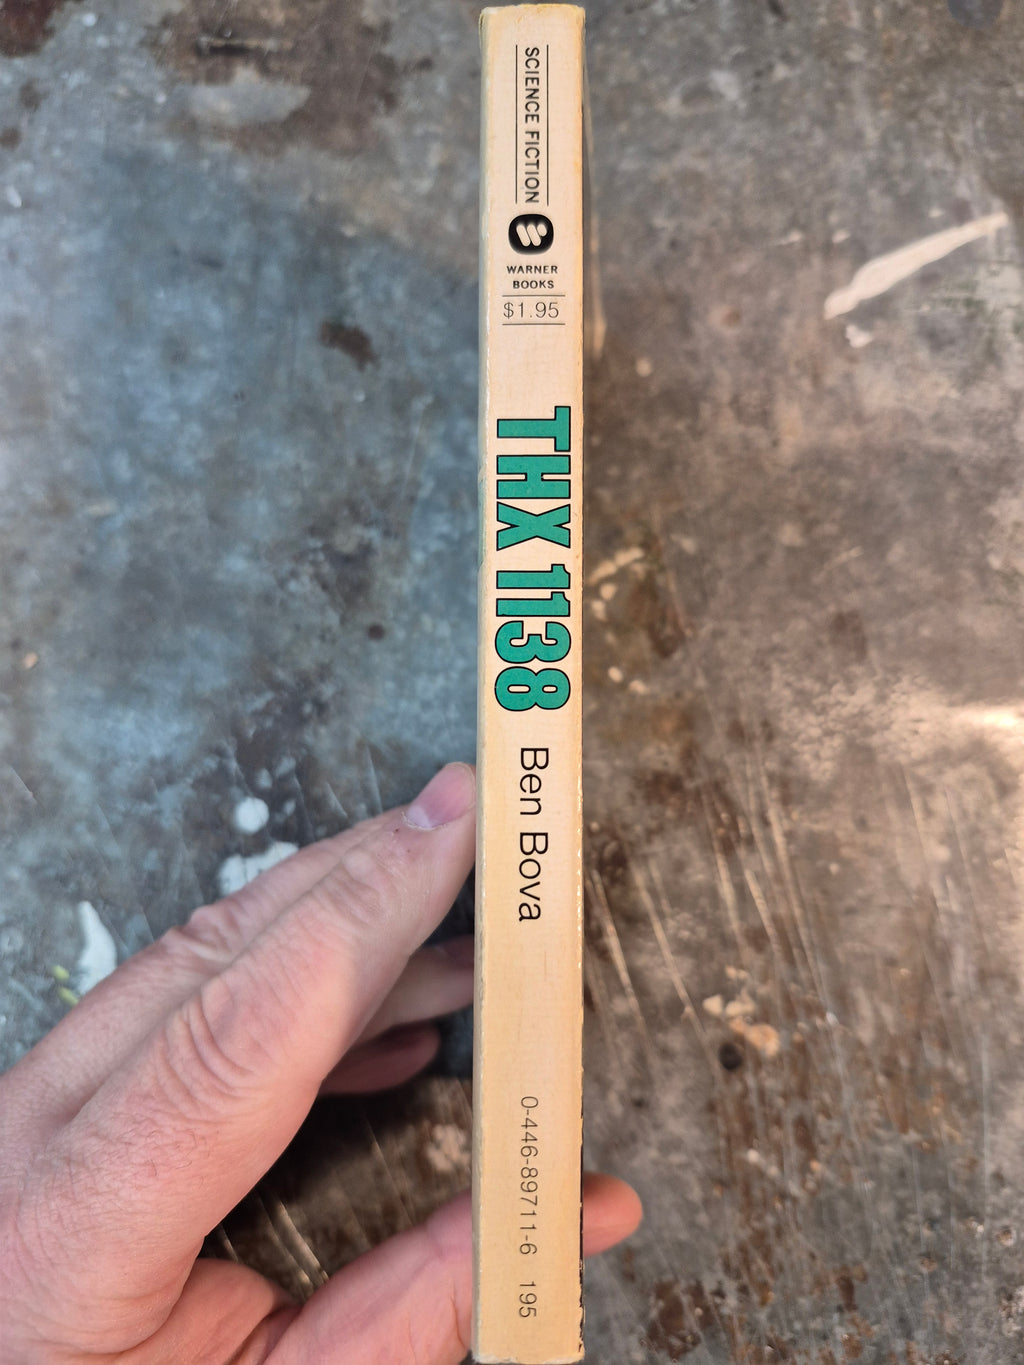 SCIENCE FICTION
WARNER
BOOKS
$1.95
THX 1138
Ben Bova
0-446-89711-6 195